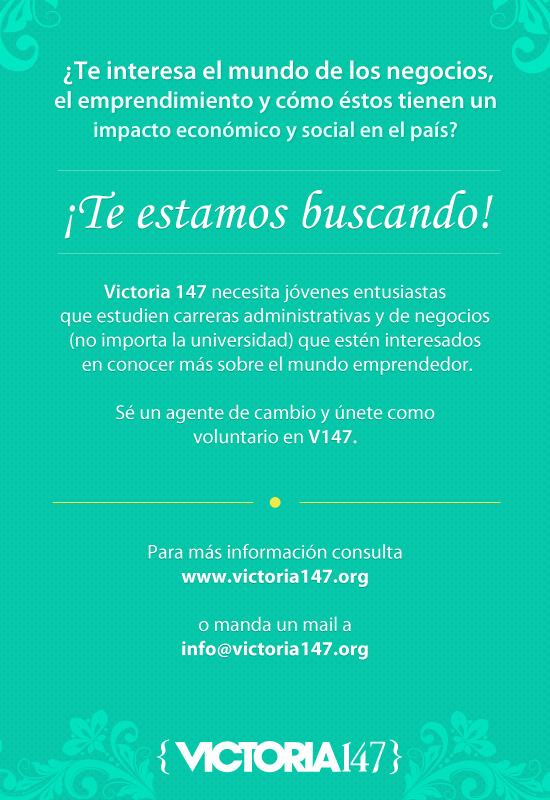 ¿Te interesa el mundo de los negocios,
el emprendimiento y cómo éstos tienen un
impacto económico y social en el país?
¡Te estamos buscando!
Victoria 147 necesita jóvenes entusiastas
que estudien carreras administrativas y de negocios
(no importa la universidad) que estén interesados
en conocer más sobre el mundo emprendedor.
Sé un agente de cambio y únete como
voluntario en V147.
Para más información consulta
www.victoria147.org
o manda un mail a
info@victoria147.org
{ VICTORIA147 }